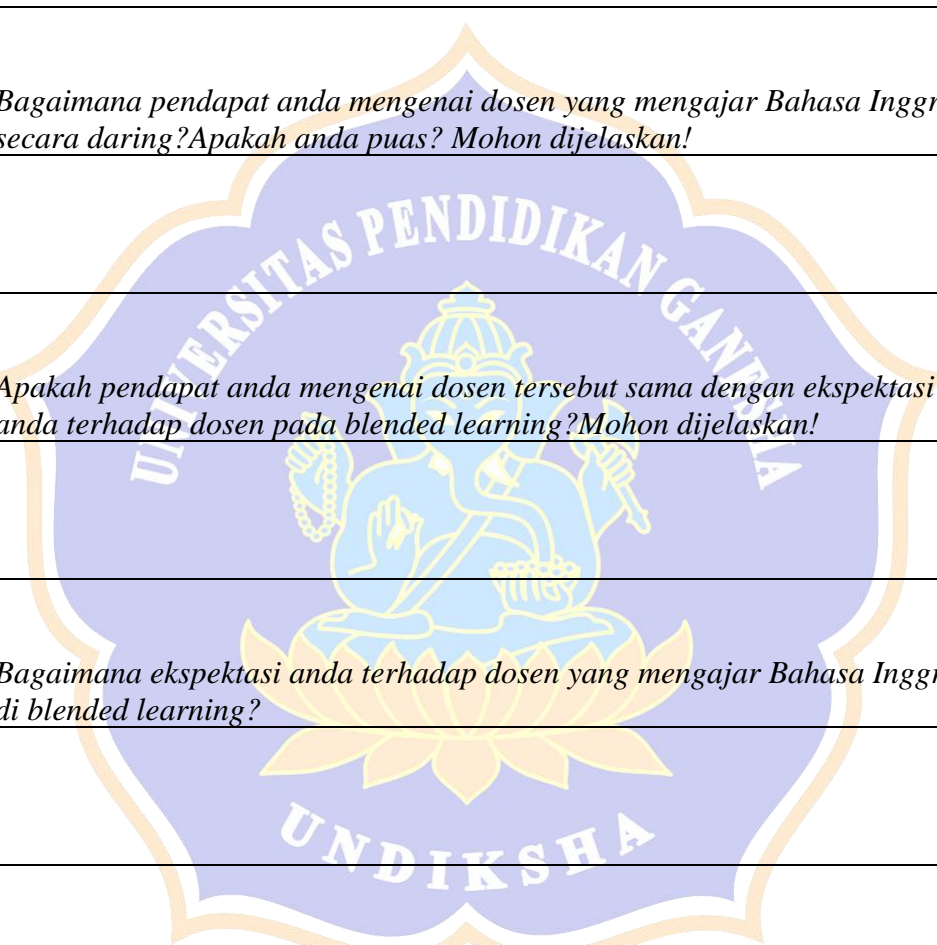 Bagaimana pendapat anda mengenai dosen yang mengajar Bahasa
secara daring?Apakah anda puas? Mohon dijelaskan!
UNIVERSITAS PENDIDIKAN GANESHA
Apakah pendapat anda mengenai dosen tersebut sama dengan ekspektasi
anda terhadap dosen pada blended learning?Mohon dijelaskan!
Bagaimana ekspektasi anda terhadap dosen yang mengajar Bahasa
di blended learning?
UNDIKSHA